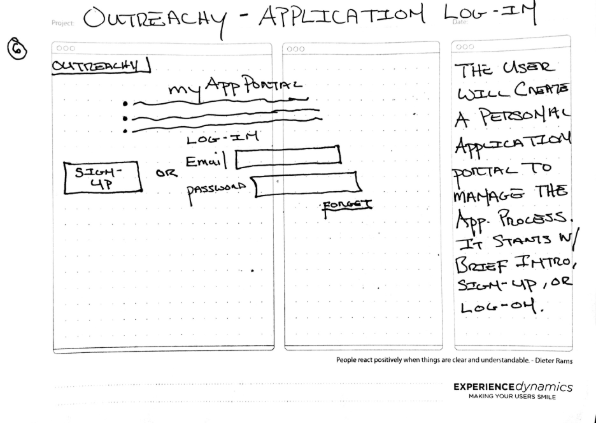 Project: OUTREACHY - APPLICATION LOG-IN
Date:
6
OUTREACHY
my App PORTAL
LOG-IN
SIGN-
UP
OR
Email
PASSWORD
FORGET
THE USER
WILL CREATE
A PERSONAL
APPLICATION
PORTAL TO
MANAGE THE
App. PROCESS.
IT STARTS W/
BRIEF INTRO,
SIGN-UP, OR
LOG-ON.
People react positively when things are clear and understandable. - Dieter Rams
EXPERIENCEdynamics
MAKING YOUR USERS SMILE